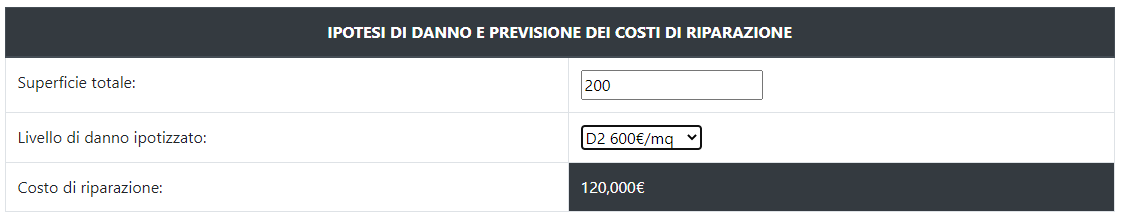 IPOTESI DI DANNO E PREVISIONE DEI COSTI DI RIPARAZIONE
Superficie totale: 200
Livello di danno ipotizzato: D2 600€/mq
Costo di riparazione: 120,000€